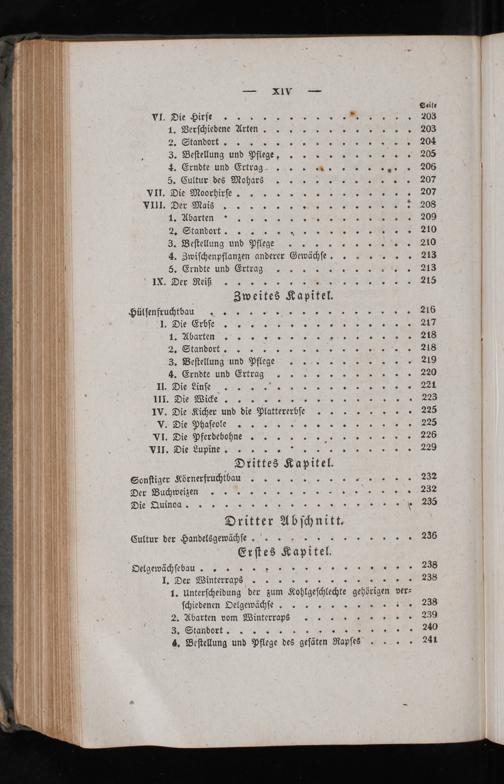 — XIV —
Seite
VI. Die Hirse . . . . . . . . . . . . . . . 203
1. Verschiedene Arten . . . . . . . . . . . . 203
2. Standort . . . . . . . . . . . . . . . 204
3. Bestellung und Pflege . . . . . . . . . . . 205
4. Erndte und Ertrag . . . . . . . . . . . . 206
5. Cultur des Mohars . . . . . . . . . . . . 207
VII. Die Moorhirse . . . . . . . . . . . . . . 207
VIII. Der Mais . . . . . . . . . . . . . . . 208
1. Abarten . . . . . . . . . . . . . . . 209
2. Standort . . . . . . . . . . . . . . . 210
3. Bestellung und Pflege . . . . . . . . . . 210
4. Zwischenpflanzen anderer Gewächse . . . . . . . 213
5. Erndte und Ertrag . . . . . . . . . . . . 213
IX. Der Reiß . . . . . . . . . . . . . . . 215
Zweites Kapitel.
Hülsenfruchtbau . . . . . . . . . . . . . . . 216
I. Die Erbse . . . . . . . . . . . . . . . 217
1. Abarten . . . . . . . . . . . . . . . 218
2. Standort . . . . . . . . . . . . . . . 218
3. Bestellung und Pflege . . . . . . . . . . 219
4. Erndte und Ertrag . . . . . . . . . . . . 220
II. Die Linse . . . . . . . . . . . . . . . 221
III. Die Wicke . . . . . . . . . . . . . . . 223
IV. Die Kicher und die Plattererbse . . . . . . . . 225
V. Die Phaseole . . . . . . . . . . . . . . 225
VI. Die Pferdebohne . . . . . . . . . . . . . 226
VII. Die Lupine . . . . . . . . . . . . . . . 229
Drittes Kapitel.
Sonstiger Körnerfruchtbau . . . . . . . . . . . . 232
Der Buchweizen . . . . . . . . . . . . . . . 232
Die Quinoa . . . . . . . . . . . . . . . . . 235
Dritter Abschnitt.
Cultur der Handelsgewächse . . . . . . . . . . . . 236
Erstes Kapitel.
Oelgewächsebau . . . . . . . . . . . . . . . 238
I. Der Winterraps . . . . . . . . . . . . . 238
1. Unterscheidung der zum Kohlgeschlechte gehörigen ver-
schiedenen Oelgewächse . . . . . . . . . . 238
2. Abarten vom Winterraps . . . . . . . . . . 239
3. Standort . . . . . . . . . . . . . . . 240
4. Bestellung und Pflege des gesäten Rapses . . . . 241